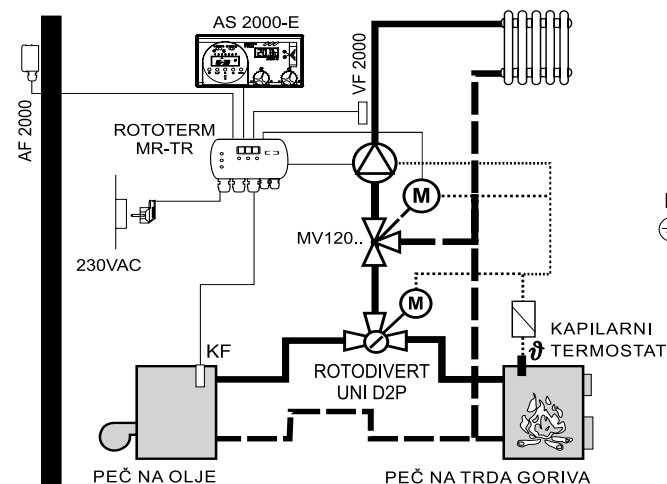 AS 2000-E
AF 2000
VF 2000
ROTOTERM
MR-TR
M
MV120..
230VAC
M
KF
ROTODIVERT
UNI D2P
KAPILARNI
ϑ TERMOSTAT
PEČ NA OLJE
PEČ NA TRDA GORIVA